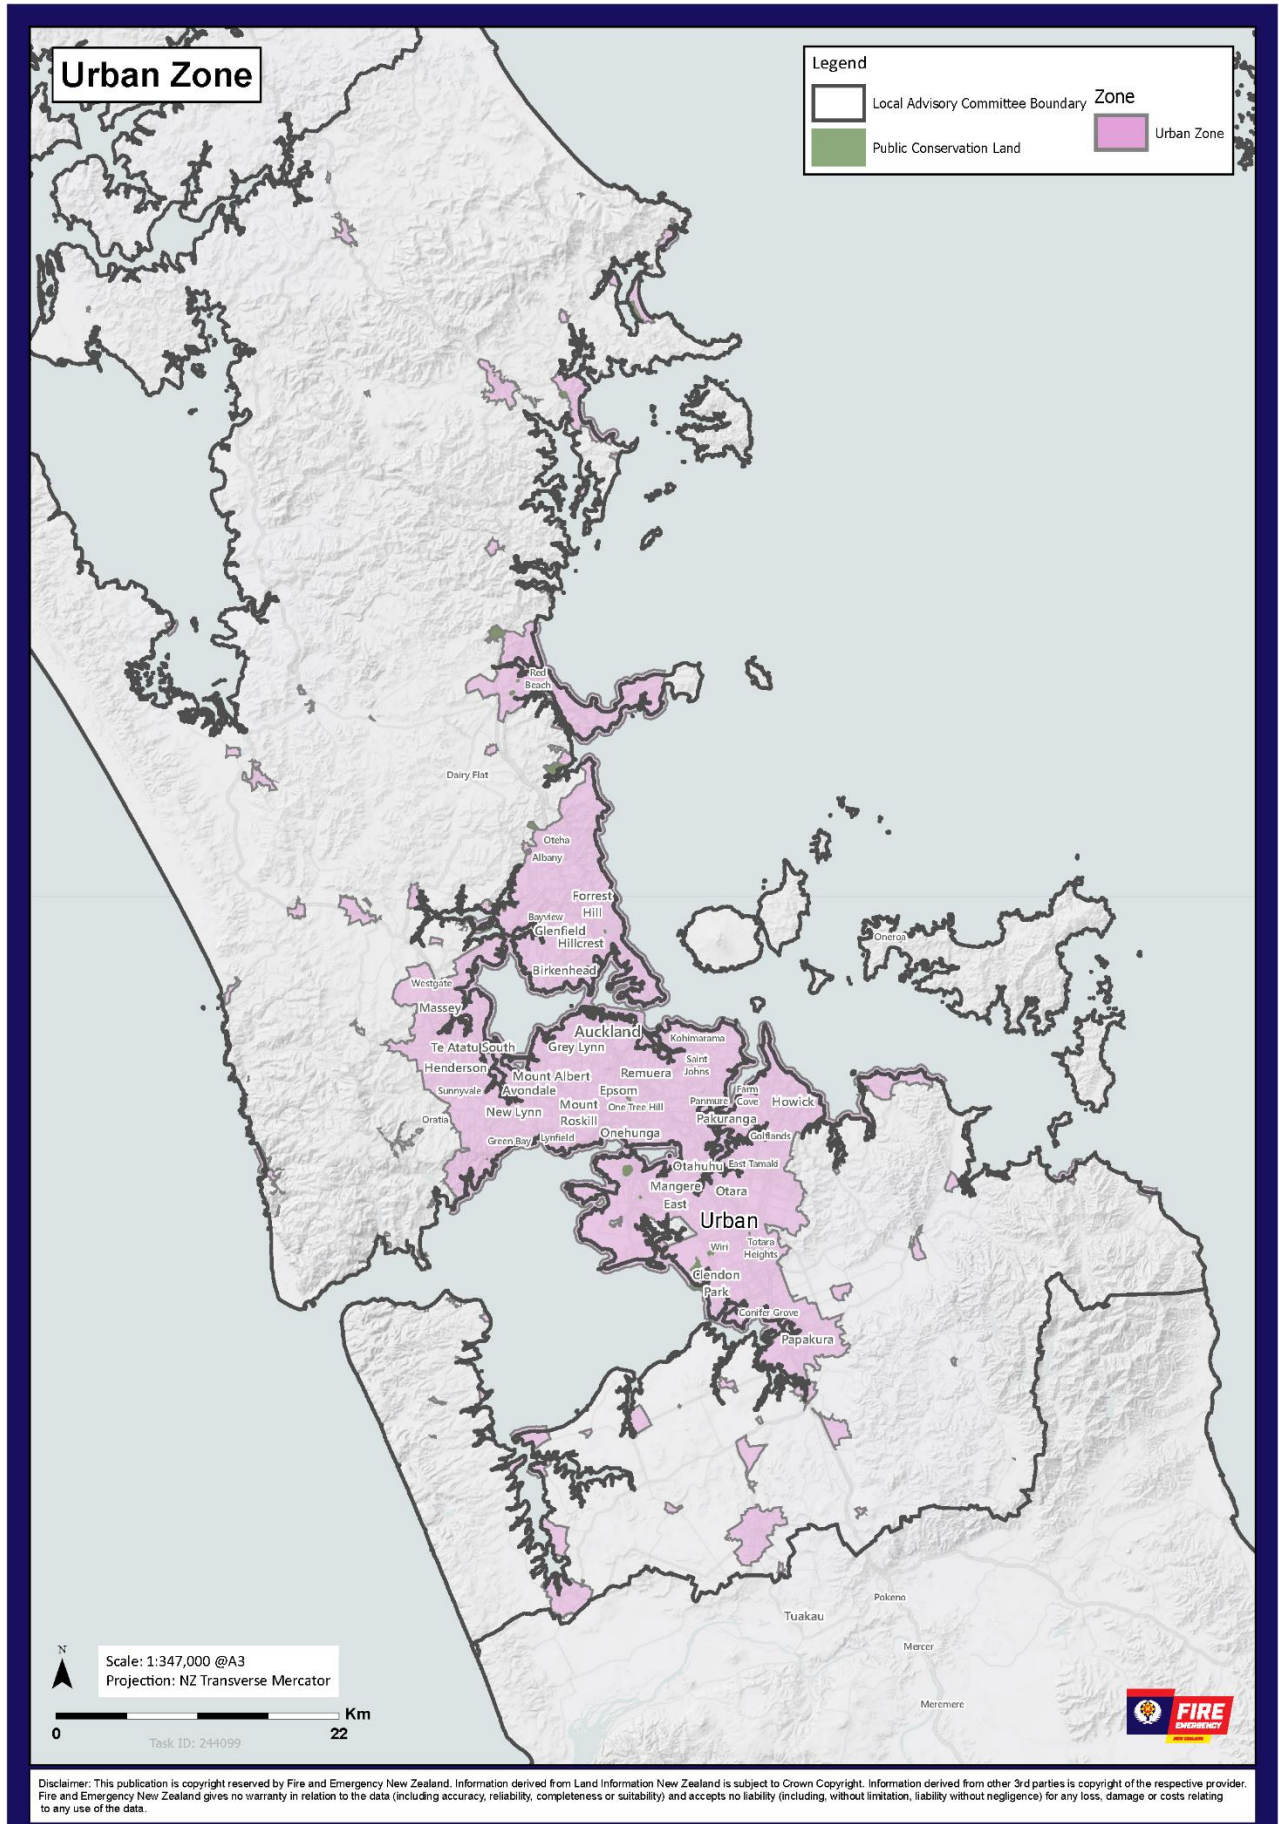 Urban Zone
Legend
Local Advisory Committee Boundary
Public Conservation Land
Zone
Urban Zone
Red
Beach
Dairy Flat
Oteha
Albany
Forrest
Hill
Bayview
Glenfield
Hillcrest
Birkenhead
Oneroa
Westgate
Massey
Auckland
Kohimarama
Te Atatu South
Grey Lynn
Saint
Johns
Henderson
Mount Albert
Remuera
Sunnyvale
Avondale
Epsom
Farm
Cove
Howick
New Lynn
Mount
Roskill
One Tree Hill
Panmure
Pakuranga
Oratia
Green Bay
Lynfield
Onehunga
Golflands
Otahuhu
East Tamaki
Mangere
East
Otara
Urban
Wiri
Totara
Heights
Clendon
Park
Conifer Grove
Papakura
Pokeno
Tuakau
Mercer
Meremere
N
Scale: 1:347,000 @A3
Projection: NZ Transverse Mercator
Km
0
22
Task ID: 244099
FIRE
EMERGENCY
NEW ZEALAND
Disclaimer: This publication is copyright reserved by Fire and Emergency New Zealand. Information derived from Land Information New Zealand is subject to Crown Copyright. Information derived from other 3rd parties is copyright of the respective provider.
Fire and Emergency New Zealand gives no warranty in relation to the data (including accuracy, reliability, completeness or suitability) and accepts no liability (including, without limitation, liability without negligence) for any loss, damage or costs relating
to any use of the data.